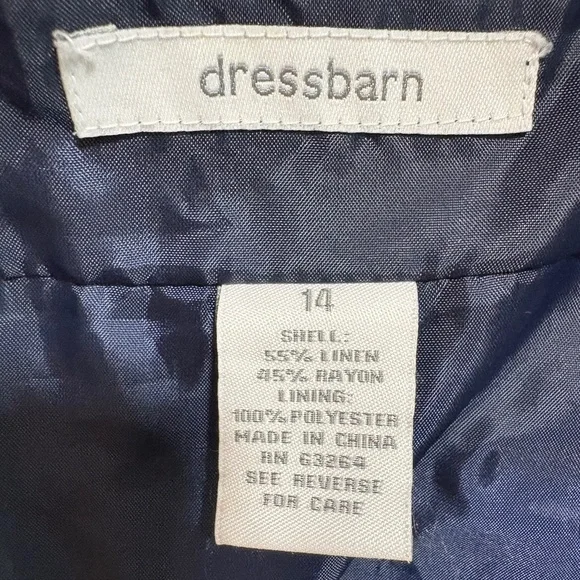 dressbarn
14
SHELL:
55% LINEN
45% RAYON
LINING:
100% POLYESTER
MADE IN CHINA
RN 63264
SEE REVERSE
FOR CARE